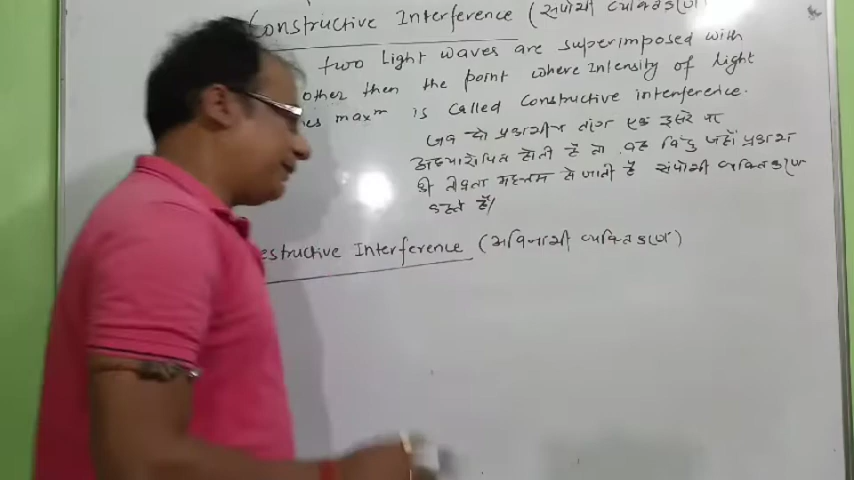 Constructive Interference (संपोषी व्यतिकरण)
two Light waves are superimposed with
other then the point where Intensity of light
max^m is called constructive interference.
जब दो प्रकाशीय तरंग एक दूसरे पर
अध्यारोपित होती है तो वह बिंदु जहाँ प्रकाश
की तीव्रता महत्तम हो जाती है संपोषी व्यतिकरण
कहते हैं/
estructive Interference (विनाशी व्यतिकरण)